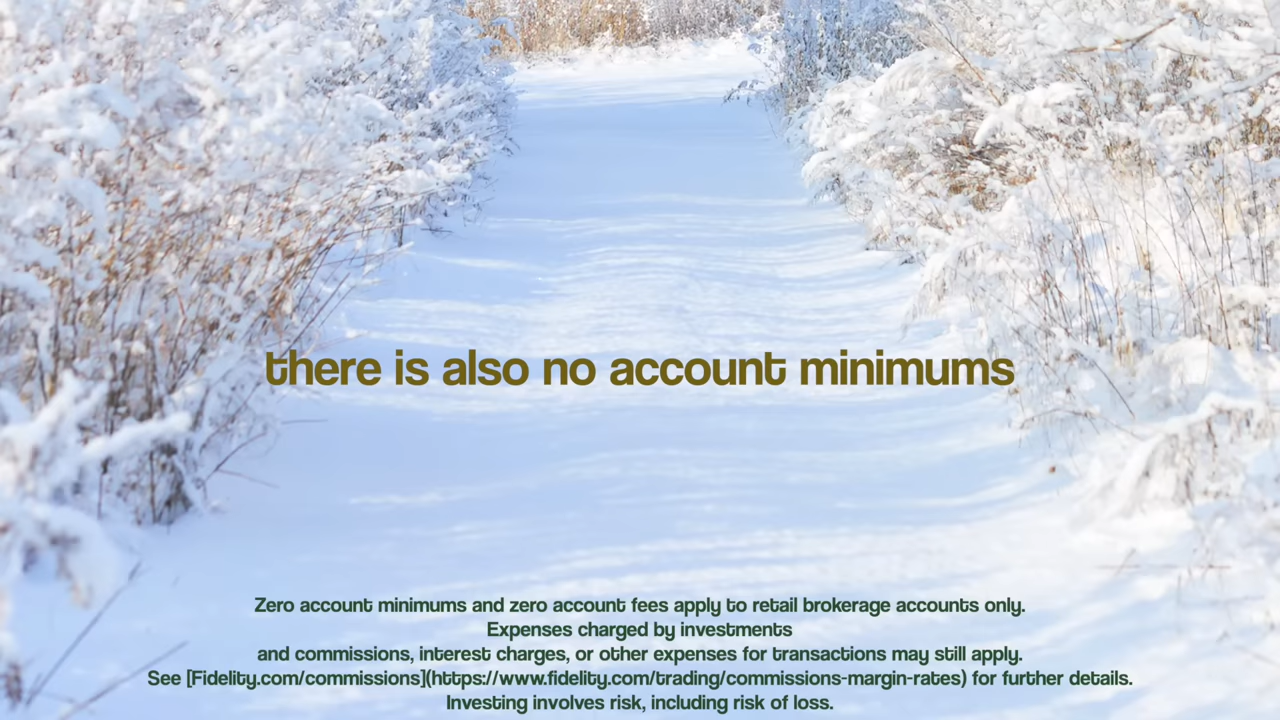 there is also no account minimums
Zero account minimums and zero account fees apply to retail brokerage accounts only.
Expenses charged by investments
and commissions, interest charges, or other expenses for transactions may still apply.
See [Fidelity.com/commissions](https://www.fidelity.com/trading/commissions-margin-rates) for further details.
Investing involves risk, including risk of loss.